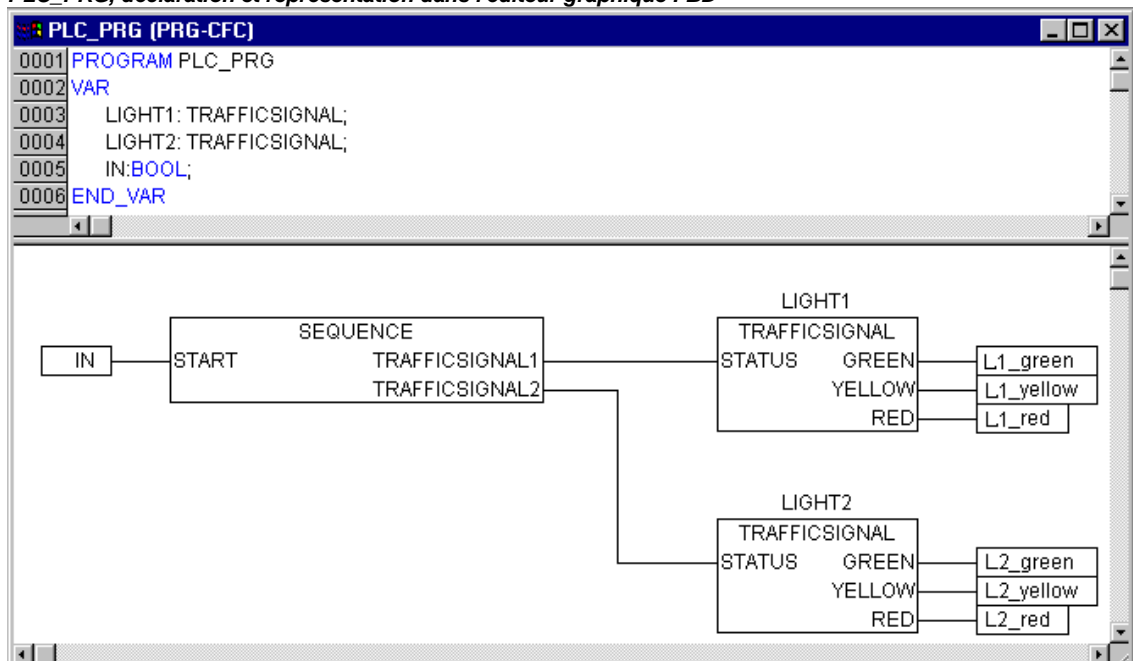 PLC_PRG, déclaration et représentation dans l'éditeur graphique FBD
PLC_PRG (PRG-CFC)
0001 PROGRAM PLC_PRG
0002 VAR
0003 LIGHT1: TRAFFICSIGNAL;
0004 LIGHT2: TRAFFICSIGNAL;
0005 IN:BOOL;
0006 END_VAR
LIGHT1
SEQUENCE TRAFFICSIGNAL
IN START TRAFFICSIGNAL1 STATUS GREEN L1_green
TRAFFICSIGNAL2 YELLOW L1_yellow
RED L1_red
LIGHT2
TRAFFICSIGNAL
STATUS GREEN L2_green
YELLOW L2_yellow
RED L2_red